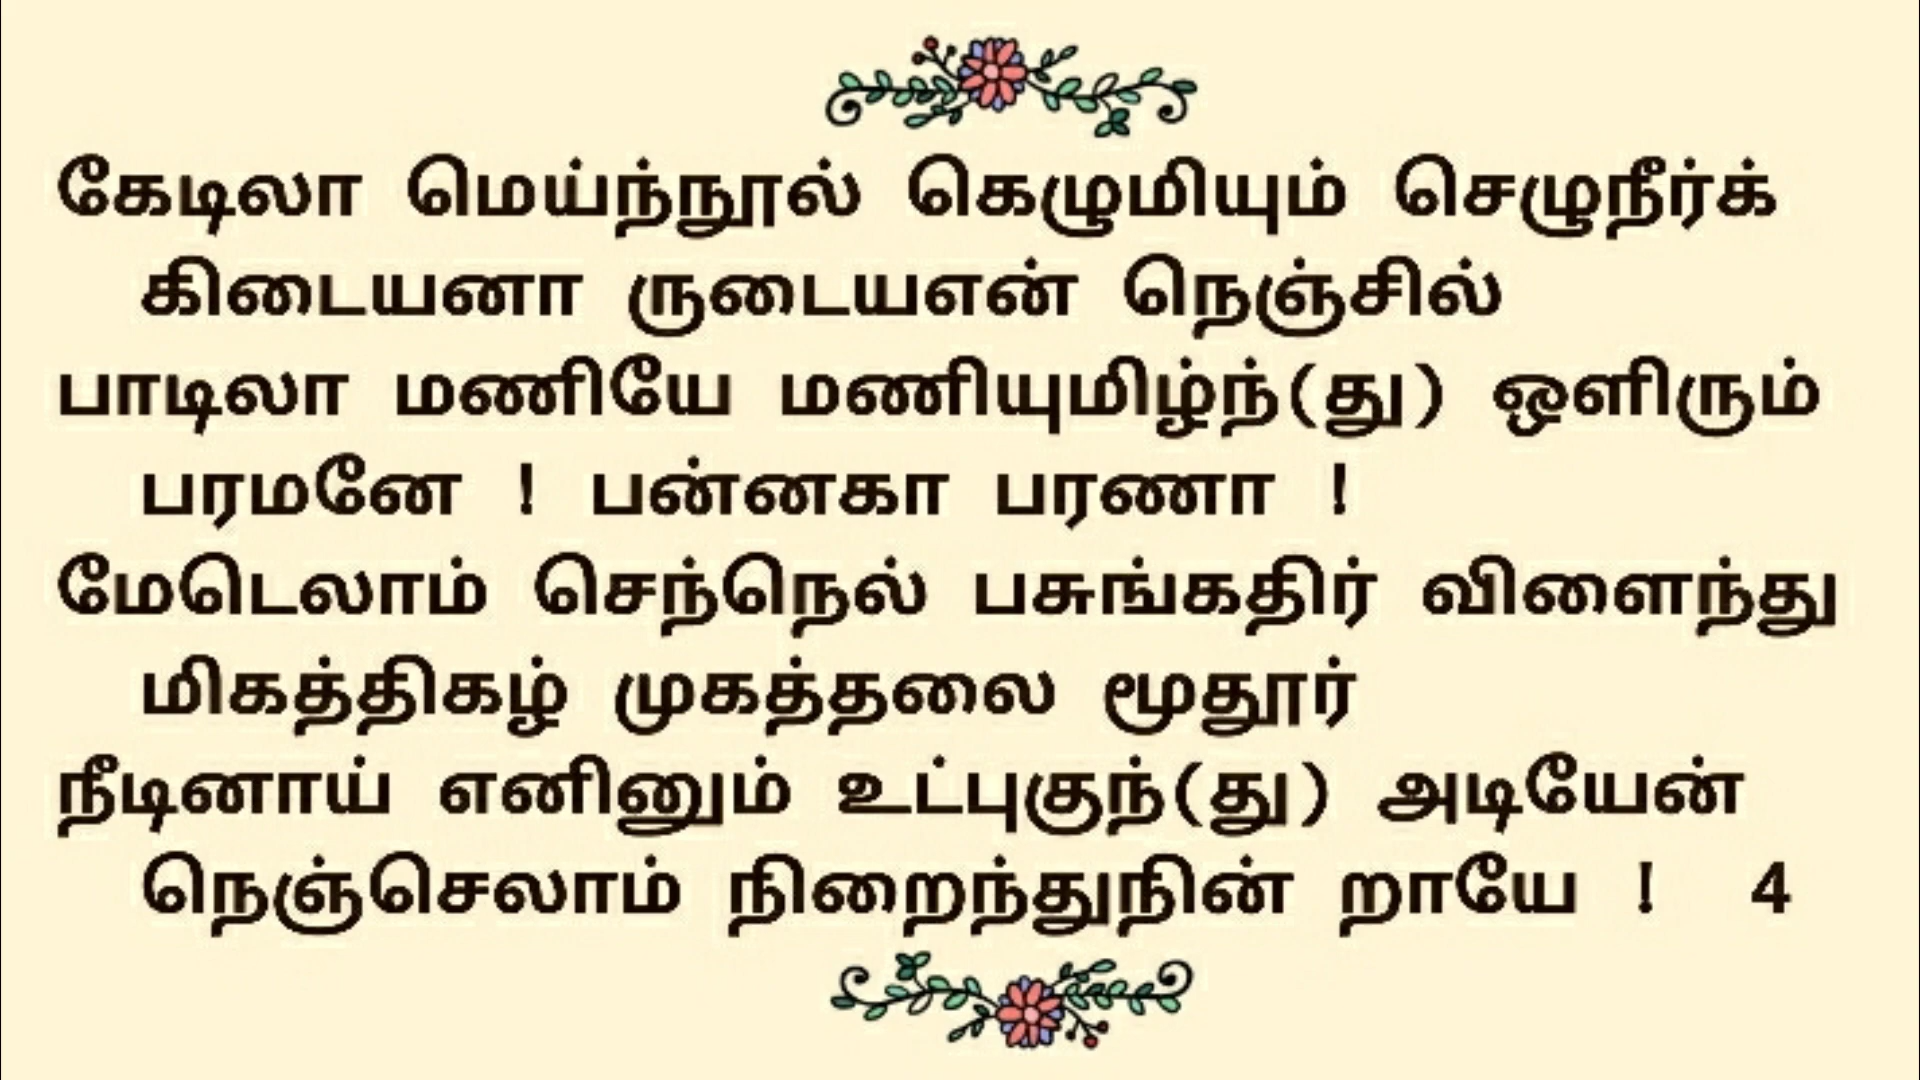 கேடிலா மெய்ந்நூல் கெழுமியும் செழுநீர்க்
கிடையனா ருடையஎன் நெஞ்சில்
பாடிலா மணியே மணியுமிழ்ந்(து) ஒளிரும்
பரமனே ! பன்னகா பரணா !
மேடெலாம் செந்நெல் பசுங்கதிர் விளைந்து
மிகத்திகழ் முகத்தலை மூதூர்
நீடினாய் எனினும் உட்புகுந்(து) அடியேன்
நெஞ்செலாம் நிறைந்துநின் றாயே ! 4